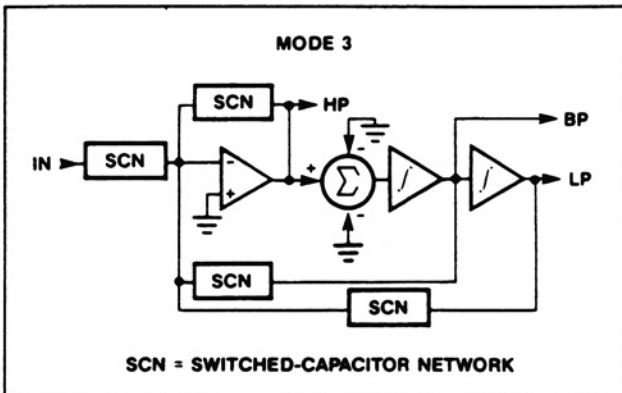 MODE 3
SCN
HP
BP
IN
SCN
-
+
+
-
Σ
-
∫
∫
LP
SCN
SCN
SCN = SWITCHED-CAPACITOR NETWORK